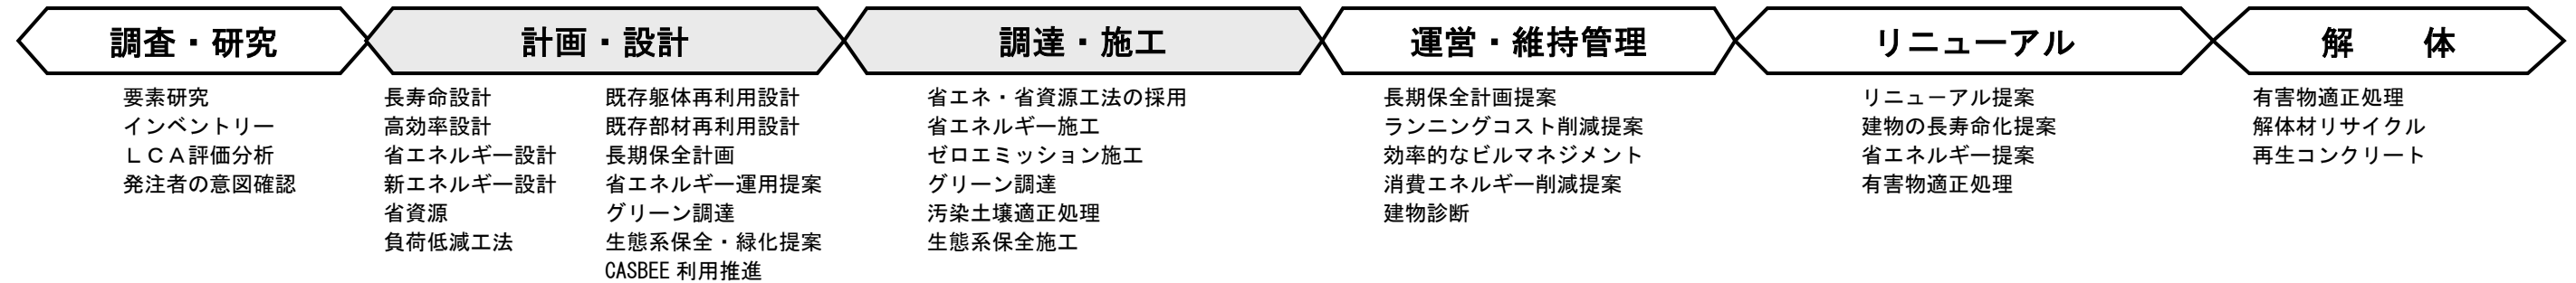 調査・研究
要素研究
インベントリー
ＬＣＡ評価分析
発注者の意図確認
計画・設計
長寿命設計
高効率設計
省エネルギー設計
新エネルギー設計
省資源
負荷低減工法
既存躯体再利用設計
既存部材再利用設計
長期保全計画
省エネルギー運用提案
グリーン調達
生態系保全・緑化提案
CASBEE 利用推進
調達・施工
省エネ・省資源工法の採用
省エネルギー施工
ゼロエミッション施工
グリーン調達
汚染土壌適正処理
生態系保全施工
運営・維持管理
長期保全計画提案
ランニングコスト削減提案
効率的なビルマネジメント
消費エネルギー削減提案
建物診断
リニューアル
リニューアル提案
建物の長寿命化提案
省エネルギー提案
有害物適正処理
解　　体
有害物適正処理
解体材リサイクル
再生コンクリート